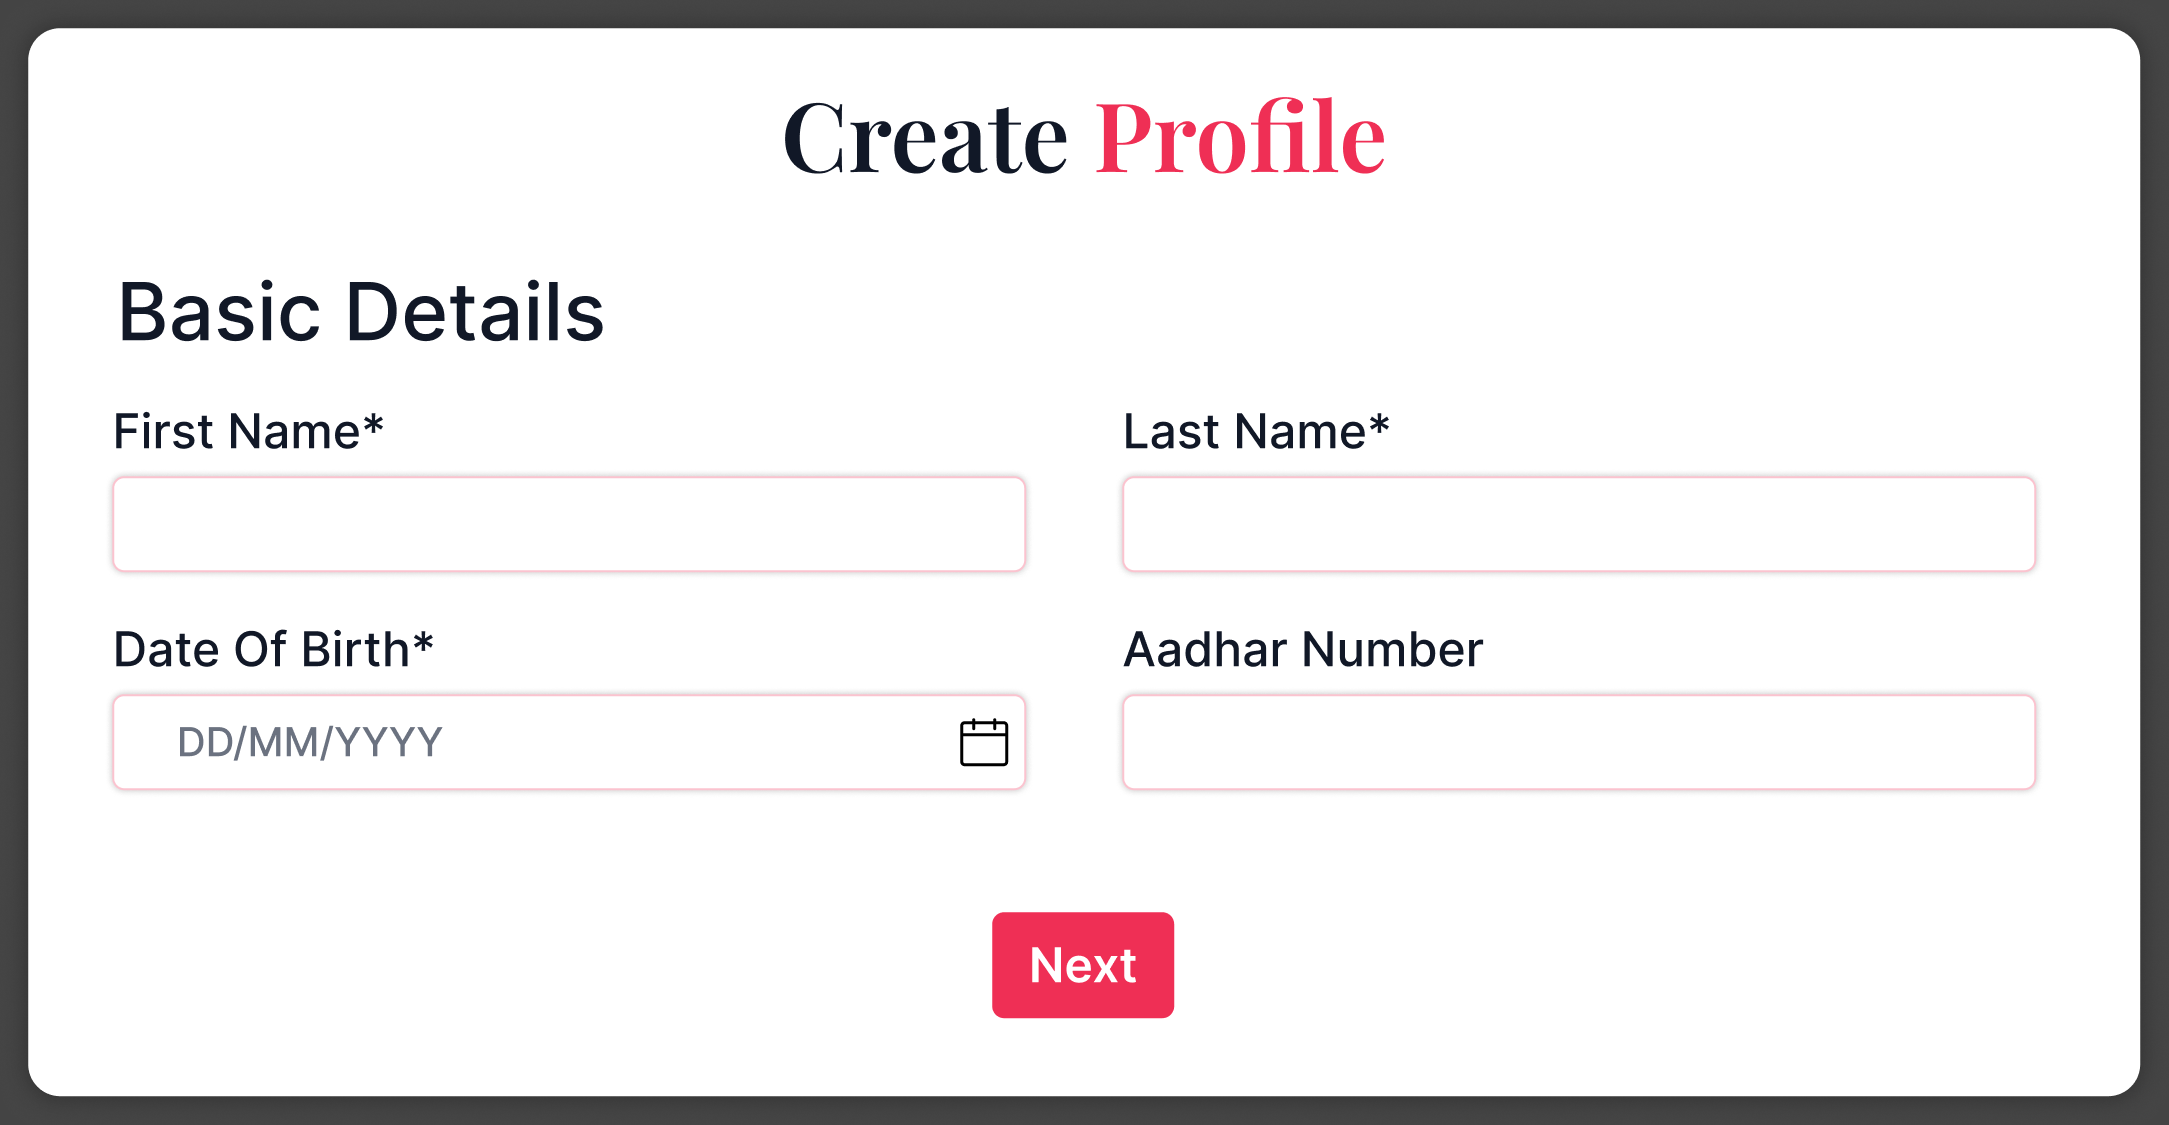 Create Profile
Basic Details
First Name*
Last Name*
Date Of Birth*
Aadhar Number
DD/MM/YYYY
Next